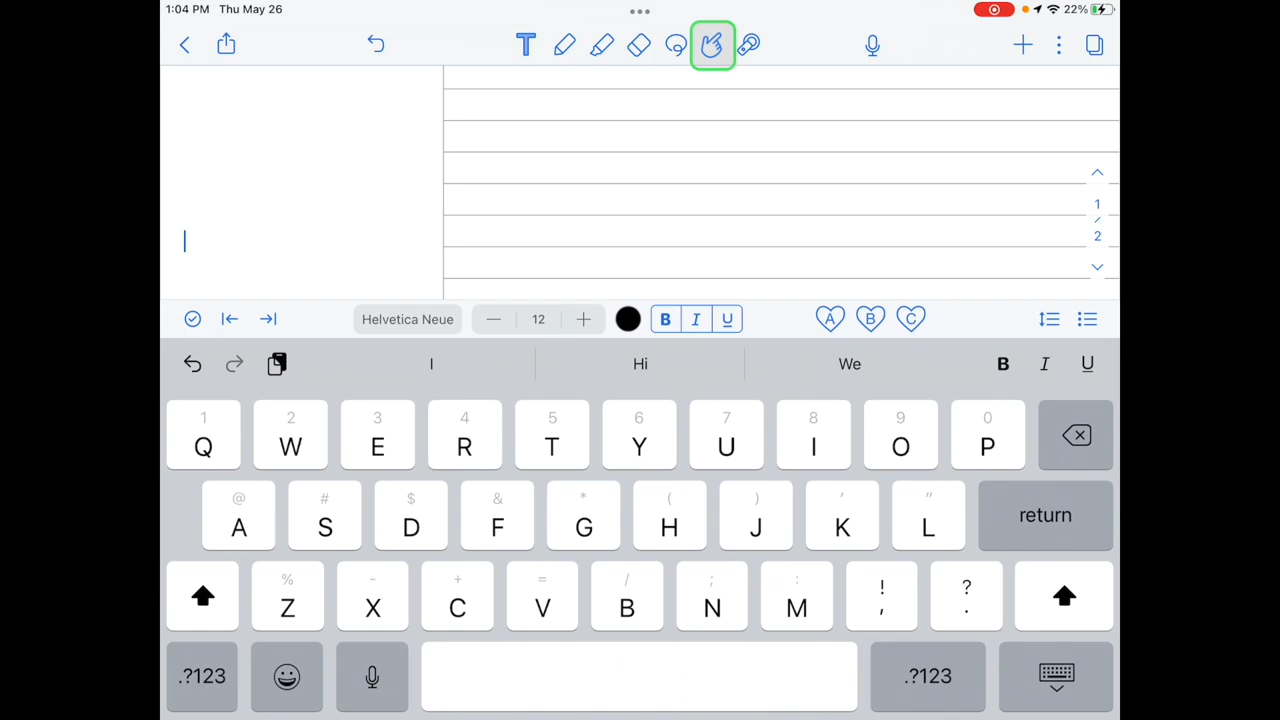 1:04 PM Thu May 26 22%
T
1
2
Helvetica Neue 12 B I U A B C
I Hi We B I U
1 2 3 4 5 6 7 8 9 0
Q W E R T Y U I O P
@ # $ & * ( ) ' "
A S D F G H J K L return
% - + = / ; : ! ?
Z X C V B N M , .
.?123 .?123